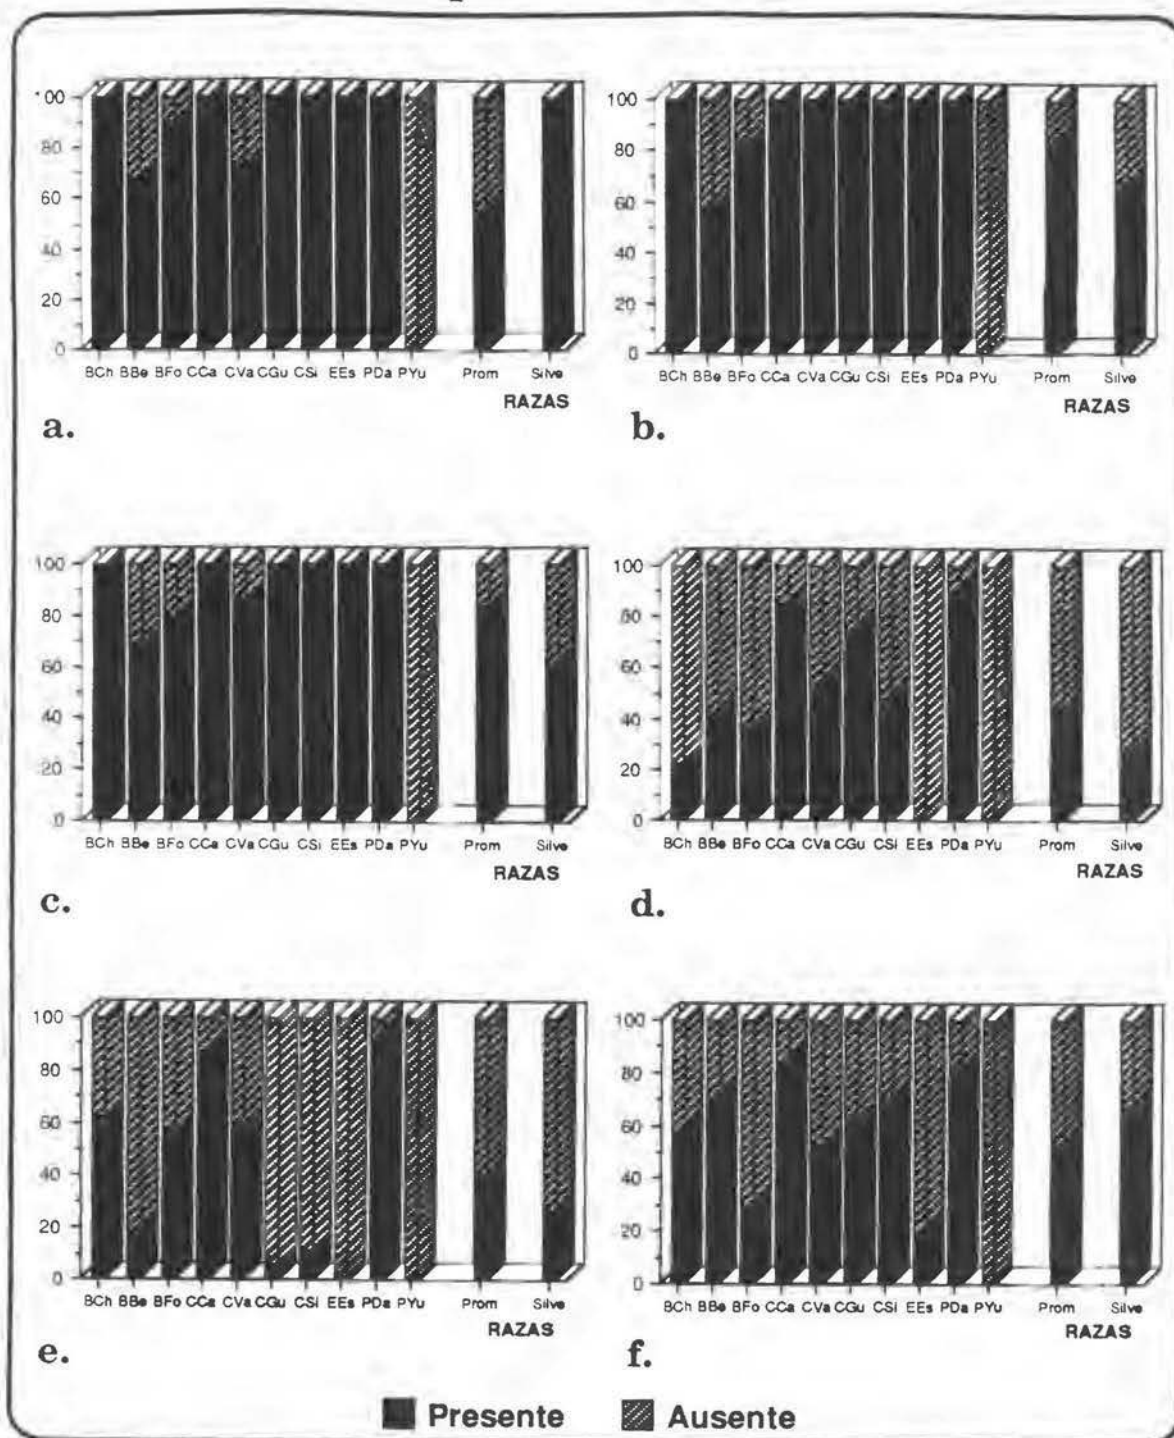 100
80
60
40
20
0
BCh BBe BFo CCa CVa CGu CSi EEs PDa PYu Prom Silve
RAZAS
a.
100
80
60
40
20
0
BCh BBe BFo CCa CVa CGu CSi EEs PDa PYu Prom Silve
RAZAS
b.
100
80
60
40
20
0
BCh BBe BFo CCa CVa CGu CSi EEs PDa PYu Prom Silve
RAZAS
c.
100
80
60
40
20
0
BCh BBe BFo CCa CVa CGu CSi EEs PDa PYu Prom Silve
RAZAS
d.
100
80
60
40
20
0
BCh BBe BFo CCa CVa CGu CSi EEs PDa PYu Prom Silve
RAZAS
e.
100
80
60
40
20
0
BCh BBe BFo CCa CVa CGu CSi EEs PDa PYu Prom Silve
RAZAS
f.
Presente Ausente